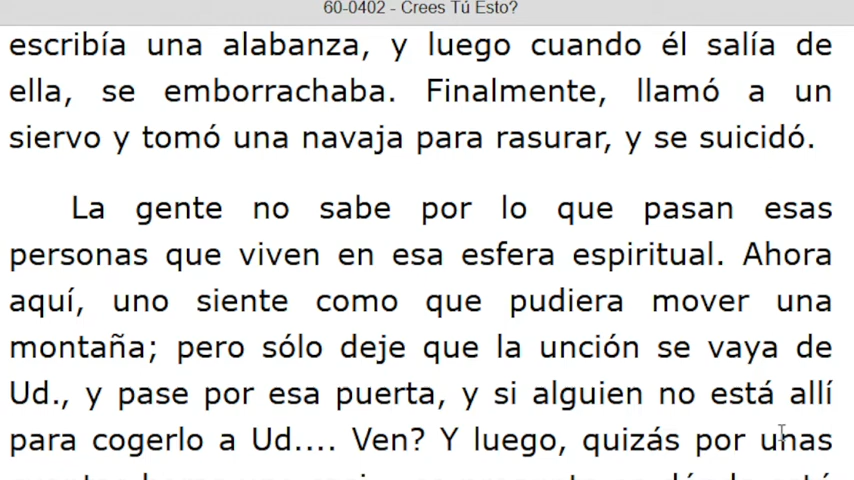 60-0402 - Crees Tú Esto?
escribía una alabanza, y luego cuando él salía de
ella, se emborrachaba. Finalmente, llamó a un
siervo y tomó una navaja para rasurar, y se suicidó.
La gente no sabe por lo que pasan esas
personas que viven en esa esfera espiritual. Ahora
aquí, uno siente como que pudiera mover una
montaña; pero sólo deje que la unción se vaya de
Ud., y pase por esa puerta, y si alguien no está allí
para cogerlo a Ud.... Ven? Y luego, quizás por unas